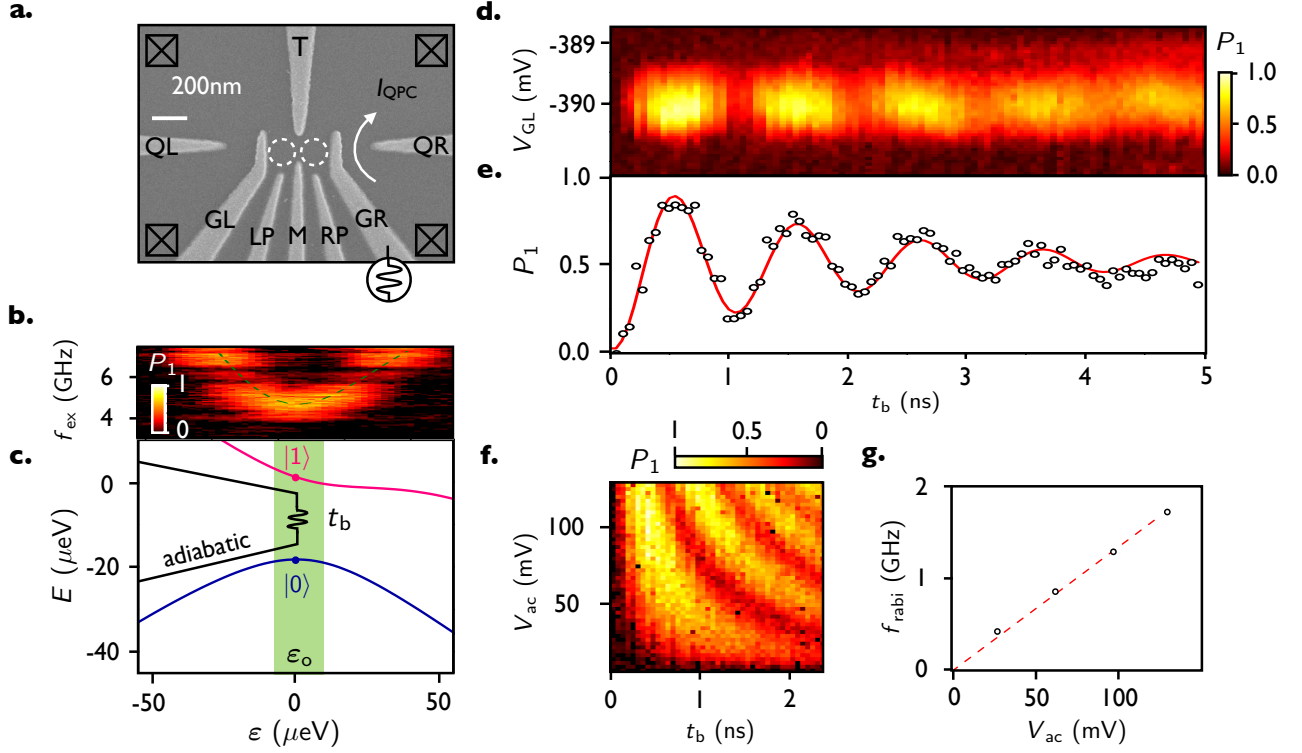 a.
T
200nm
I_QPC
QL
QR
GL
LP
M
RP
GR
b.
P_1
1
0
6
4
f_ex (GHz)
c.
|1⟩
0
t_b
adiabatic
-20
|0⟩
-40
E (μeV)
ε_o
-50
0
50
ε (μeV)
d.
-389
-390
V_GL (mV)
P_1
1.0
0.5
0.0
e.
1.0
0.5
0.0
P_1
0
1
2
3
4
5
t_b (ns)
f.
1
0.5
0
P_1
100
50
V_ac (mV)
0
1
2
t_b (ns)
g.
2
1
0
f_rabi (GHz)
0
50
100
V_ac (mV)